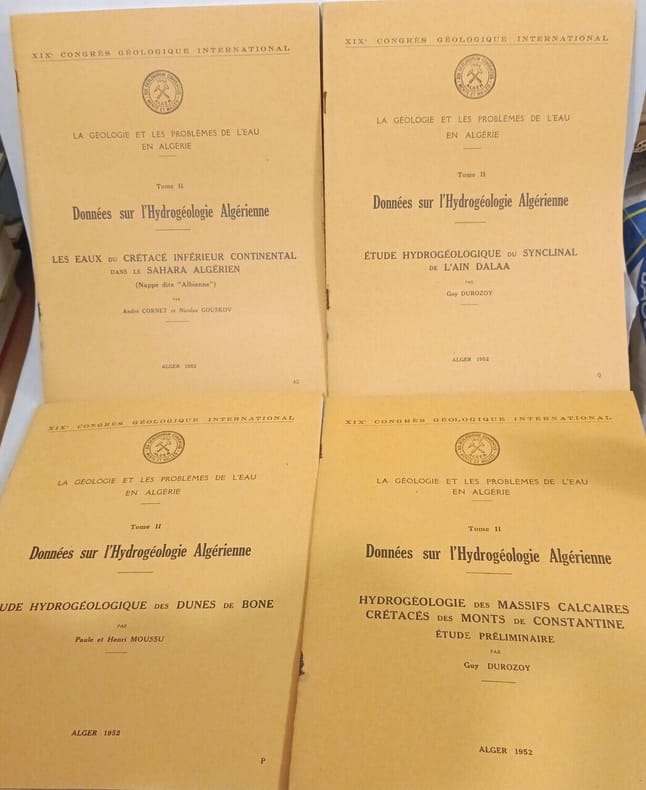 XIXᵉ CONGRÈS GÉOLOGIQUE INTERNATIONAL
LA GÉOLOGIE ET LES PROBLÈMES DE L'EAU
EN ALGÉRIE
Tome II
Données sur l'Hydrogéologie Algérienne
LES EAUX DU CRÉTACÉ INFÉRIEUR CONTINENTAL
DANS LE SAHARA ALGÉRIEN
(Nappe dite "Albienne")
PAR
André CORNET et Nicolas GOUSKOV
ALGER 1952
XIXᵉ CONGRÈS GÉOLOGIQUE INTERNATIONAL
LA GÉOLOGIE ET LES PROBLÈMES DE L'EAU
EN ALGÉRIE
Tome II
Données sur l'Hydrogéologie Algérienne
ÉTUDE HYDROGÉOLOGIQUE DU SYNCLINAL
DE L'AIN DALAA
PAR
Guy DUROZOY
ALGER 1952
XIXᵉ CONGRÈS GÉOLOGIQUE INTERNATIONAL
LA GÉOLOGIE ET LES PROBLÈMES DE L'EAU
EN ALGÉRIE
Tome II
Données sur l'Hydrogéologie Algérienne
UDE HYDROGÉOLOGIQUE DES DUNES DE BONE
PAR
Paule et Henri MOUSSU
ALGER 1952
P
XIXᵉ CONGRÈS GÉOLOGIQUE INTERNATIONAL
LA GÉOLOGIE ET LES PROBLÈMES DE L'EAU
EN ALGÉRIE
Tome II
Données sur l'Hydrogéologie Algérienne
HYDROGÉOLOGIE DES MASSIFS CALCAIRES
CRÉTACÉS DES MONTS DE CONSTANTINE
ÉTUDE PRÉLIMINAIRE
PAR
Guy DUROZOY
ALGER 1952